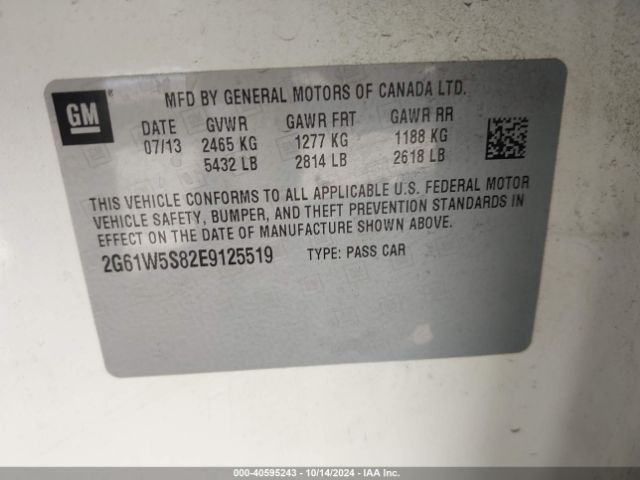 GM
MFD BY GENERAL MOTORS OF CANADA LTD.
DATE GVWR GAWR FRT GAWR RR
07/13 2465 KG 1277 KG 1188 KG
5432 LB 2814 LB 2618 LB
THIS VEHICLE CONFORMS TO ALL APPLICABLE U.S. FEDERAL MOTOR
VEHICLE SAFETY, BUMPER, AND THEFT PREVENTION STANDARDS IN
EFFECT ON THE DATE OF MANUFACTURE SHOWN ABOVE.
2G61W5S82E9125519 TYPE: PASS CAR
000-40595243 - 10/14/2024 - IAA Inc.